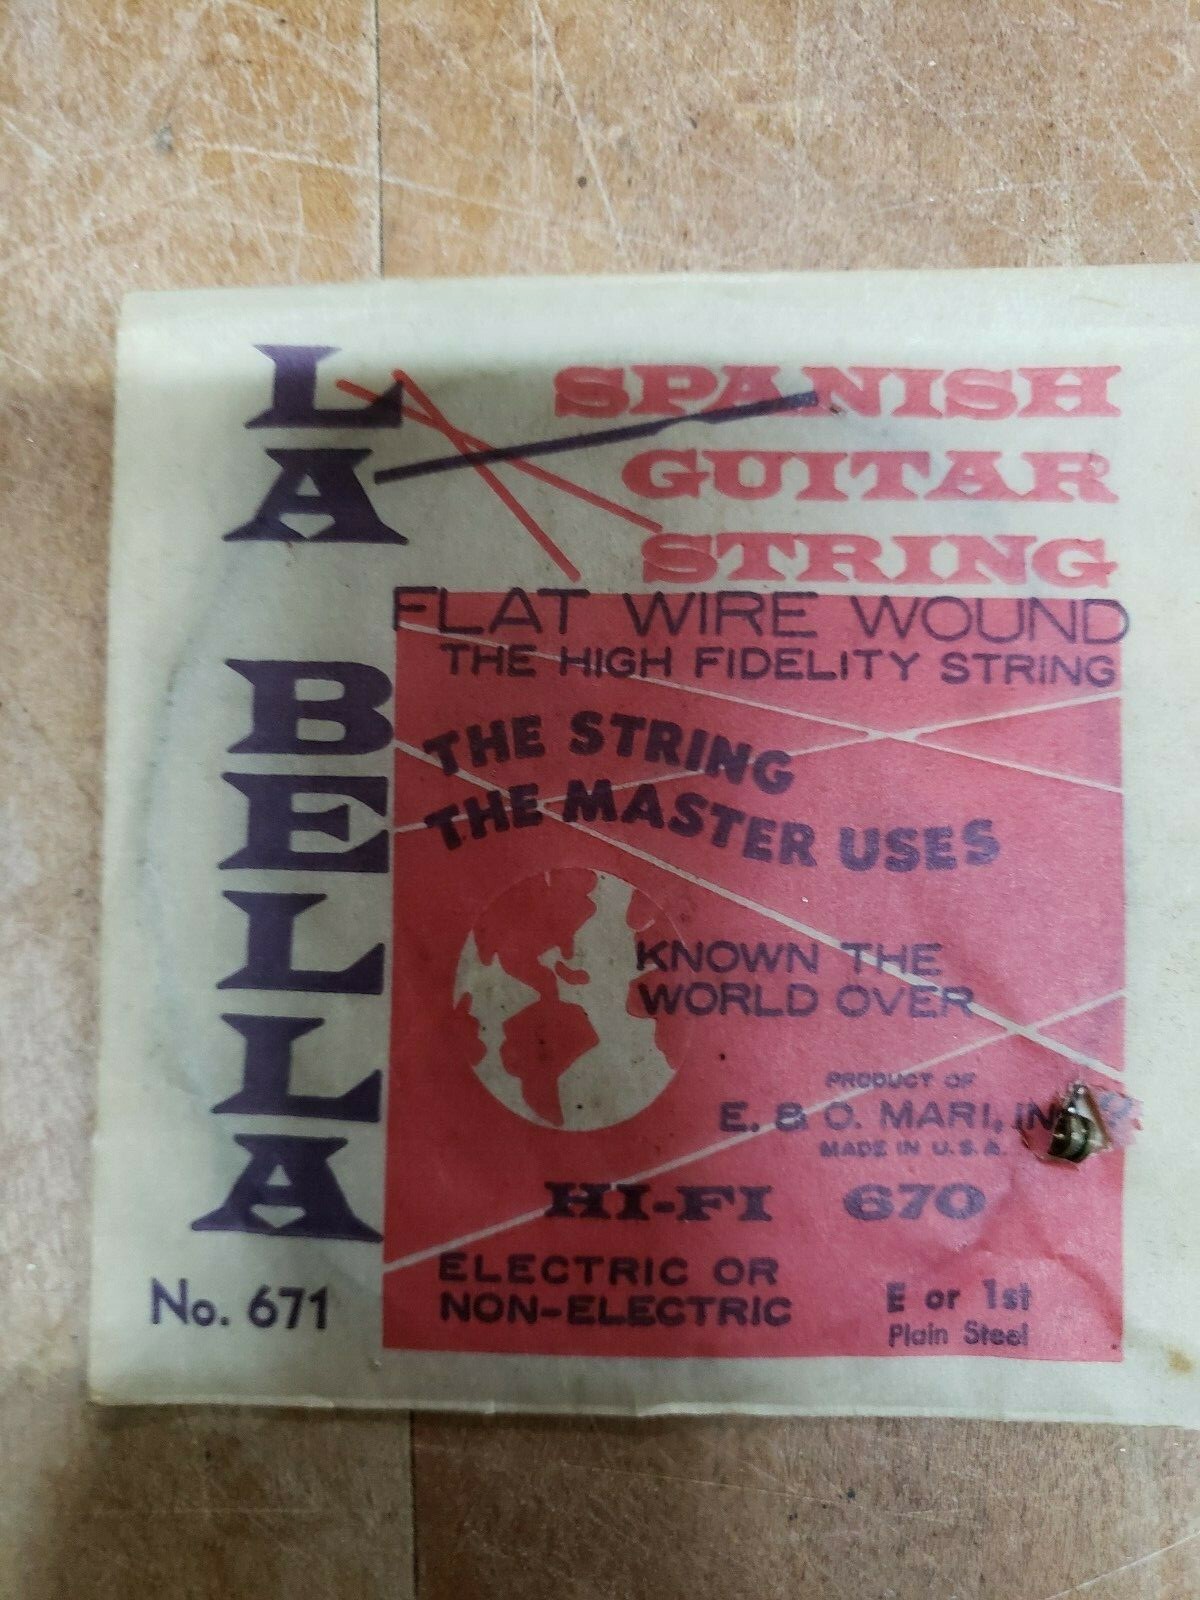 LA BELLA
SPANISH
GUITAR
STRING
FLAT WIRE WOUND
THE HIGH FIDELITY STRING
THE STRING
THE MASTER USES
KNOWN THE
WORLD OVER
PRODUCT OF
E. & O. MARI,
MADE IN U.S.A.
HI-FI 670
ELECTRIC OR
NON-ELECTRIC
E or 1st
Plain Steel
No. 671